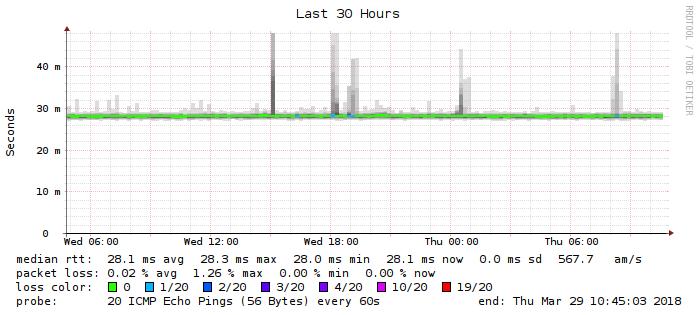 Last 30 Hours
RRDTOOL / TOBI OETIKER
Seconds
40 m
30 m
20 m
10 m
0
Wed 06:00 Wed 12:00 Wed 18:00 Thu 00:00 Thu 06:00
median rtt: 28.1 ms avg 28.3 ms max 28.0 ms min 28.1 ms now 0.0 ms sd 567.7 am/s
packet loss: 0.02 % avg 1.26 % max 0.00 % min 0.00 % now
loss color: 0 1/20 2/20 3/20 4/20 10/20 19/20
probe: 20 ICMP Echo Pings (56 Bytes) every 60s end: Thu Mar 29 10:45:03 2018